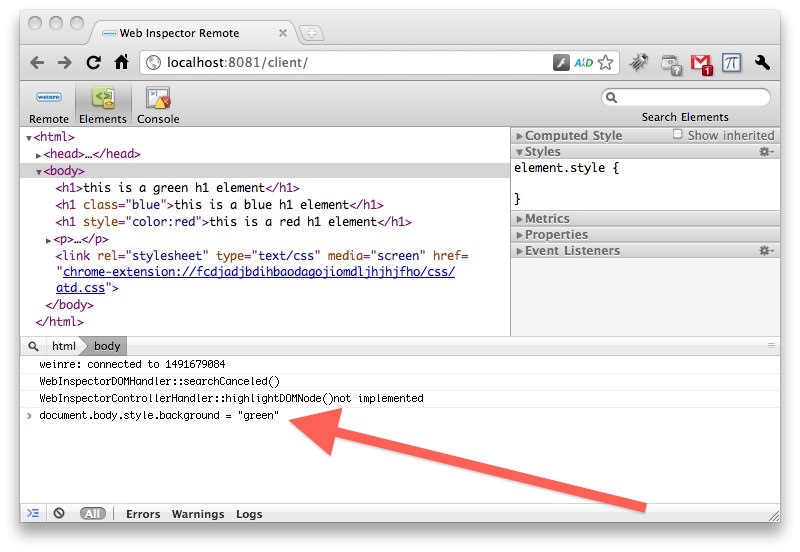 Web Inspector Remote
localhost:8081/client/
A!D
?
1
π
weinre
Remote
Elements
Console
Search Elements
<html>
<head>…</head>
<body>
<h1>this is a green h1 element</h1>
<h1 class="blue">this is a blue h1 element</h1>
<h1 style="color:red">this is a red h1 element</h1>
<p>…</p>
<link rel="stylesheet" type="text/css" media="screen" href=
"chrome-extension://fcdjadjbdihbaodagojiomdljhjhjfho/css/
atd.css">
</body>
</html>
Computed Style
Show inherited
Styles
element.style {
}
Metrics
Properties
Event Listeners
html
body
weinre: connected to 1491679084
WebInspectorDOMHandler::searchCanceled()
WebInspectorControllerHandler::highlightDOMNode()not implemented
> document.body.style.background = "green"
All
Errors
Warnings
Logs